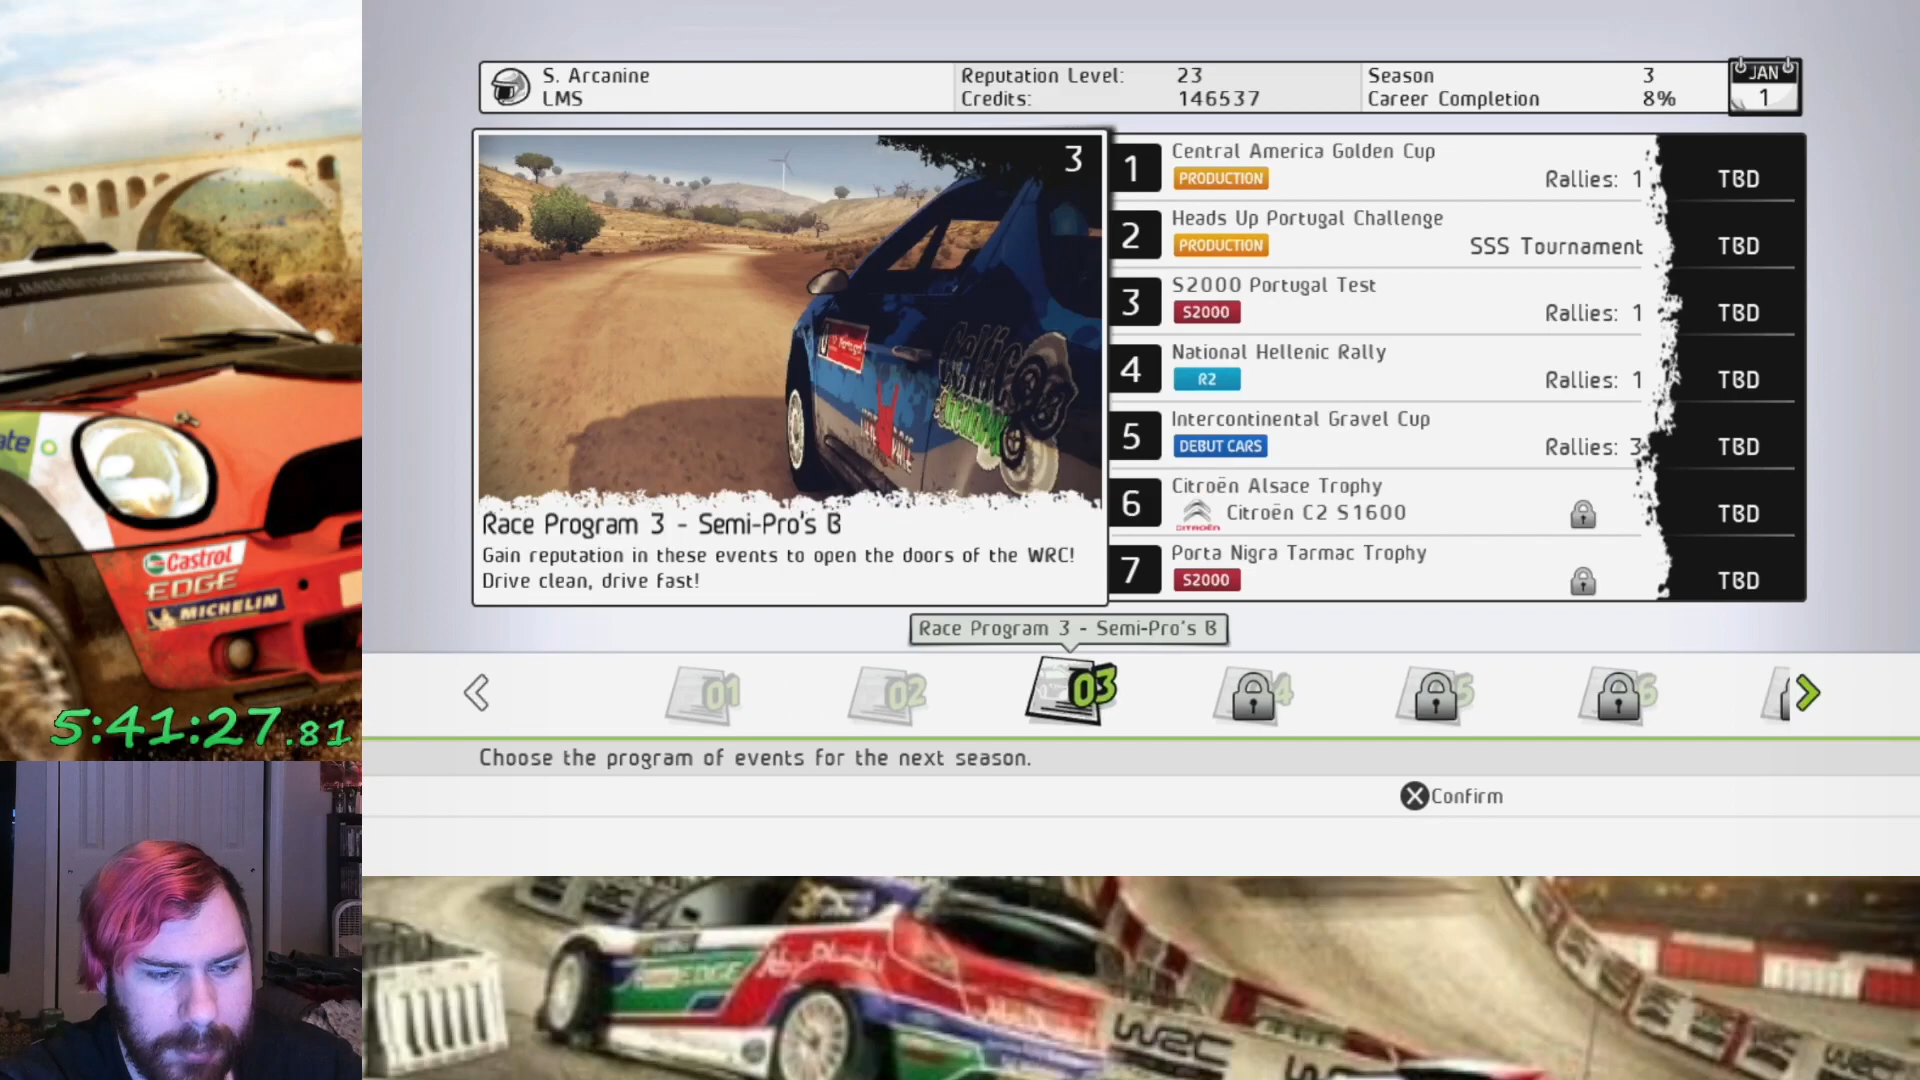 S. Arcanine
LMS
Reputation Level: 23
Credits: 146537
Season 3
Career Completion 8%
JAN
1
3
Race Program 3 - Semi-Pro's B
Gain reputation in these events to open the doors of the WRC!
Drive clean, drive fast!
1 Central America Golden Cup
PRODUCTION Rallies: 1 TBD
2 Heads Up Portugal Challenge
PRODUCTION SSS Tournament TBD
3 S2000 Portugal Test
S2000 Rallies: 1 TBD
4 National Hellenic Rally
R2 Rallies: 1 TBD
5 Intercontinental Gravel Cup
DEBUT CARS Rallies: 3 TBD
6 Citroën Alsace Trophy
CITROËN Citroën C2 S1600 TBD
7 Porta Nigra Tarmac Trophy
S2000 TBD
Race Program 3 - Semi-Pro's B
01 02 03 4 5 6
Choose the program of events for the next season.
X Confirm
Castrol
EDGE
MICHELIN
5:41:27.81
EDGE
WRC